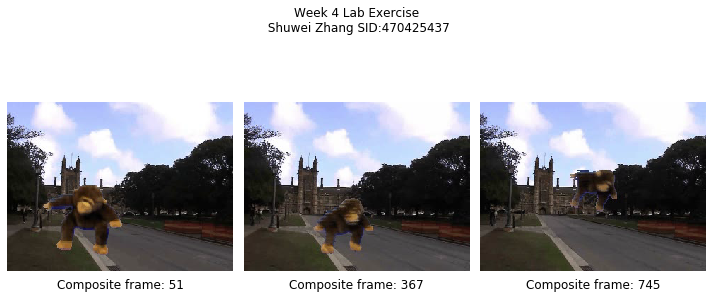 Week 4 Lab Exercise
Shuwei Zhang SID:470425437
Composite frame: 51
Composite frame: 367
Composite frame: 745